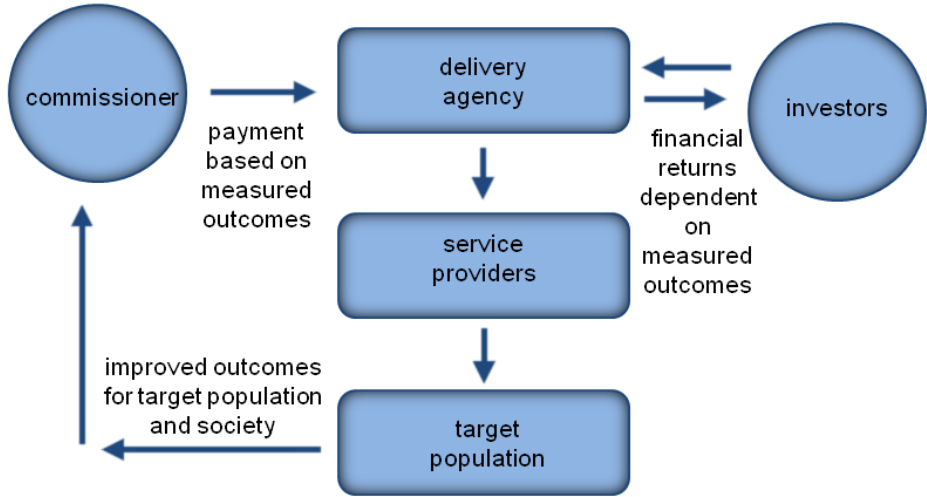 commissioner
payment
based on
measured
outcomes
delivery
agency
investors
financial
returns
dependent
on
measured
outcomes
service
providers
improved outcomes
for target population
and society
target
population